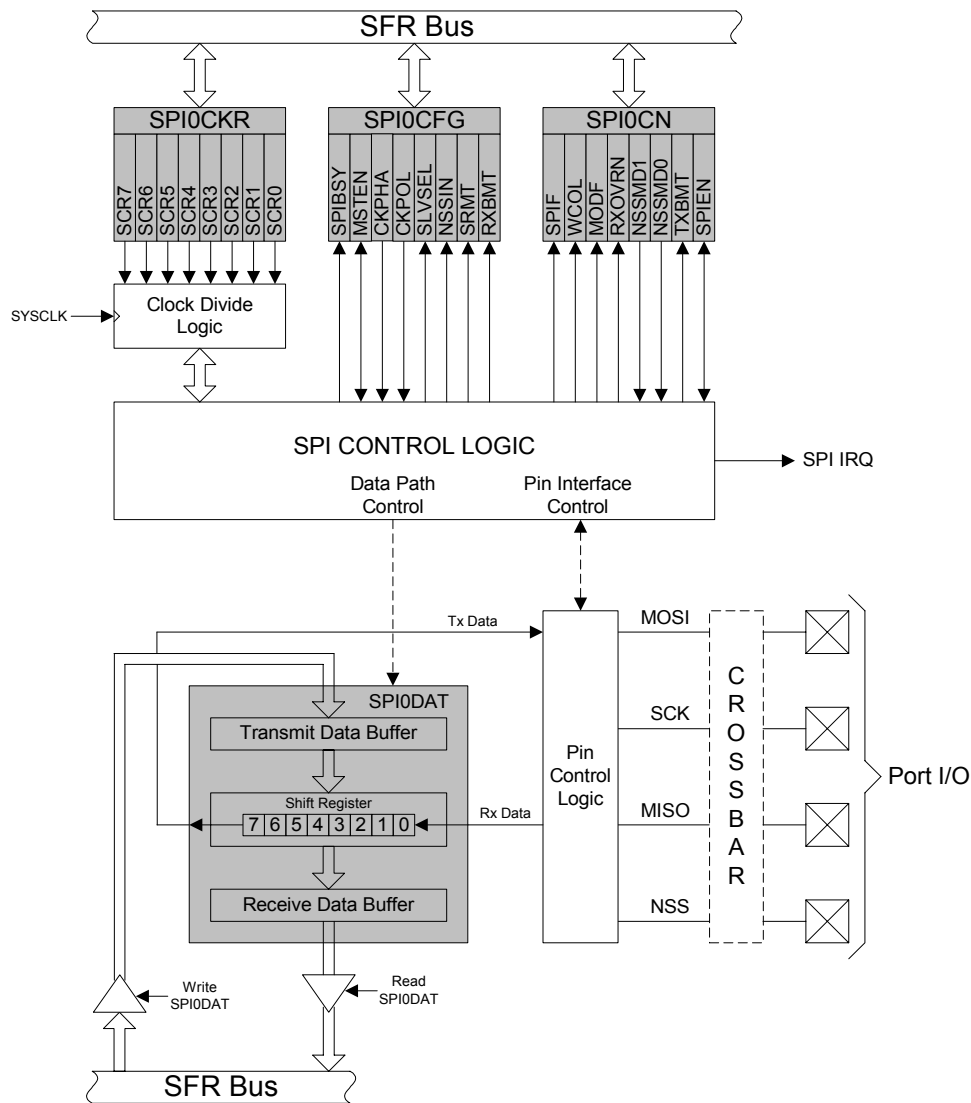 SFR Bus
SPI0CKR
SPI0CFG
SPI0CN
SCR7
SCR6
SCR5
SCR4
SCR3
SCR2
SCR1
SCR0
SPIBSY
MSTEN
CKPHA
CKPOL
SLVSEL
NSSIN
SRMT
RXBMT
SPIF
WCOL
MODF
RXOVRN
NSSMD1
NSSMD0
TXBMT
SPIEN
SYSCLK
Clock Divide
Logic
SPI CONTROL LOGIC
Data Path
Control
Pin Interface
Control
SPI IRQ
Tx Data
MOSI
SPI0DAT
Transmit Data Buffer
SCK
Shift Register
7 6 5 4 3 2 1 0
Rx Data
Pin
Control
Logic
MISO
Receive Data Buffer
NSS
C
R
O
S
S
B
A
R
Port I/O
Write
SPI0DAT
Read
SPI0DAT
SFR Bus